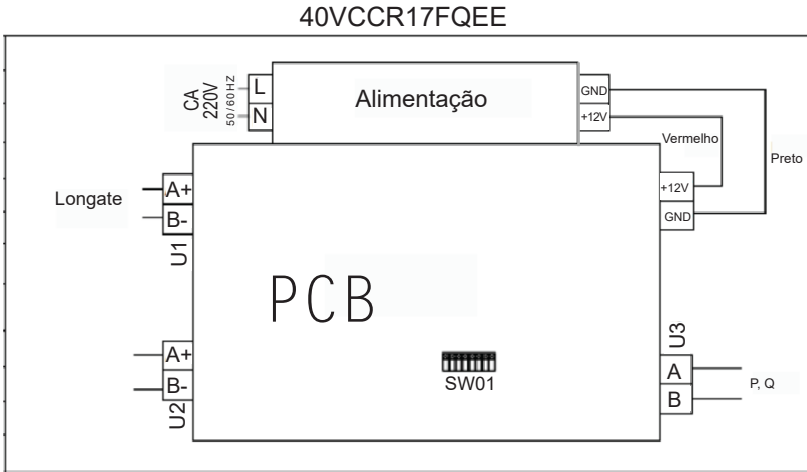 40VCCR17FQEE
CA
220V
50/60HZ
L
N
Alimentação
GND
+12V
Vermelho
Preto
Longate
A+
B-
U1
+12V
GND
PCB
SW01
A+
B-
U2
U3
A
B
P, Q